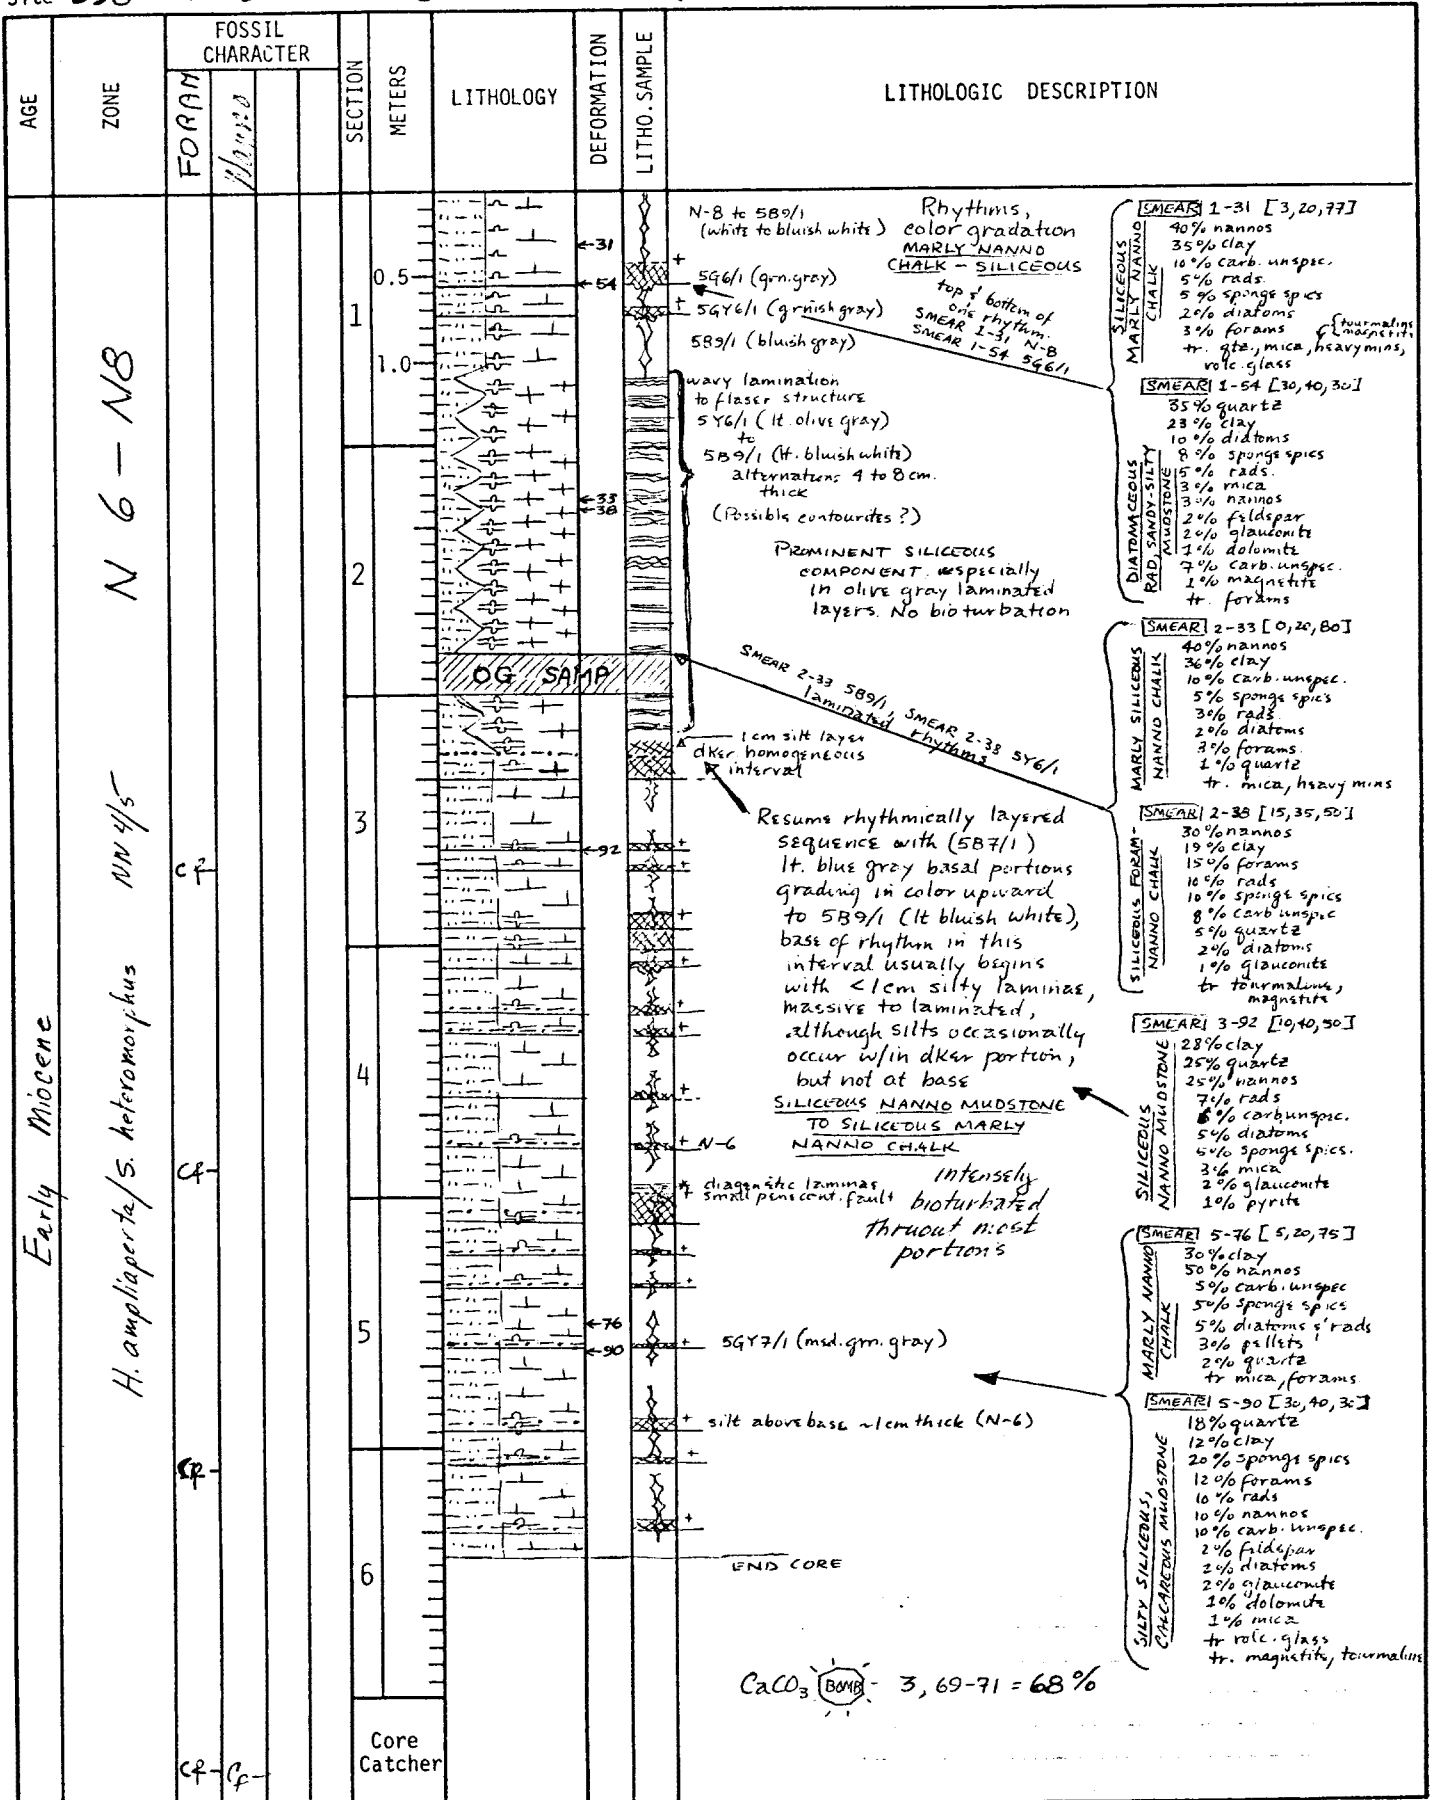 Site
AGE
ZONE
FOSSIL
CHARACTER
FORAM
Nanno
SECTION
METERS
LITHOLOGY
DEFORMATION
LITHO. SAMPLE
LITHOLOGIC DESCRIPTION
Early Miocene
N 6 - N8
H. ampliaperta/S. heteromorphus NN 4/5
1
0.5
1.0
2
3
4
5
6
Core
Catcher
OG SAMP
31
54
33
38
92
76
90
N-8 to 5B9/1
(white to bluish white)
5G6/1 (grn.gray)
5GY6/1 (grnish gray)
5B9/1 (bluish gray)
Rhythms,
color gradation
MARLY NANNO
CHALK - SILICEOUS
top & bottom of
one rhythm.
SMEAR 1-31 N-8
SMEAR 1-54 5G6/1
wavy lamination
to flaser structure
5Y6/1 (lt. olive gray)
to
5B9/1 (lt. bluish white)
alternations 4 to 8 cm.
thick
(Possible contourites?)
PROMINENT SILICEOUS
COMPONENT especially
in olive gray laminated
layers. No bioturbation
SMEAR 2-33 5B9/1, SMEAR 2-38 5Y6/1
laminated rhythms
1 cm silt layer
dker homogeneous
interval
Resume rhythmically layered
sequence with (5B7/1)
lt. blue gray basal portions
grading in color upward
to 5B9/1 (lt bluish white),
base of rhythm in this
interval usually begins
with <1cm silty laminae,
massive to laminated,
although silts occasionally
occur w/in dker portion,
but not at base
SILICEOUS NANNO MUDSTONE
TO SILICEOUS MARLY
NANNO CHALK
N-6
diagenetic laminae
small penecont. fault
intensely
bioturbated
thruout most
portions
5GY7/1 (med. grn. gray)
silt above base ~1cm thick (N-6)
END CORE
CaCO3 BOMB - 3, 69-71 = 68%
SILICEOUS
MARLY NANNO
CHALK
SMEAR 1-31 [3,20,77]
40% nannos
35% clay
10% carb. unspec.
5% rads.
5% sponge spics
2% diatoms
3% forams
tourmaline
magnetite
tr. qtz., mica, heavy mins,
volc. glass
DIATOMACEOUS
RAD, SANDY-SILTY
MUDSTONE
SMEAR 1-54 [30,40,30]
35% quartz
23% clay
10% diatoms
8% sponge spics
5% rads.
3% mica
3% nannos
2% feldspar
2% glauconite
1% dolomite
7% carb. unspec.
1% magnetite
tr. forams
MARLY SILICEOUS
NANNO CHALK
SMEAR 2-33 [0,20,80]
40% nannos
36% clay
10% carb. unspec.
5% sponge spics
3% rads
2% diatoms
3% forams
1% quartz
tr. mica, heavy mins
SILICEOUS FORAM-
NANNO CHALK
SMEAR 2-38 [15,35,50]
30% nannos
19% clay
15% forams
10% rads
10% sponge spics
8% carb unspec
5% quartz
2% diatoms
1% glauconite
tr tourmaline,
magnetite
SILICEOUS
NANNO MUDSTONE
SMEAR 3-92 [10,40,50]
28% clay
25% quartz
25% nannos
7% rads
% carb unspec.
5% diatoms
5% sponge spics.
3% mica
2% glauconite
1% pyrite
MARLY NANNO
CHALK
SMEAR 5-76 [5,20,75]
30% clay
50% nannos
5% carb. unspec
5% sponge spics
5% diatoms & rads
3% pellets
2% quartz
tr mica, forams
SILTY SILICEOUS,
CALCAREOUS MUDSTONE
SMEAR 5-90 [30,40,30]
18% quartz
12% clay
20% sponge spics
12% forams
10% rads
10% nannos
10% carb. unspec.
2% feldspar
2% diatoms
2% glauconite
1% dolomite
1% mica
tr volc. glass
tr. magnetite, tourmaline